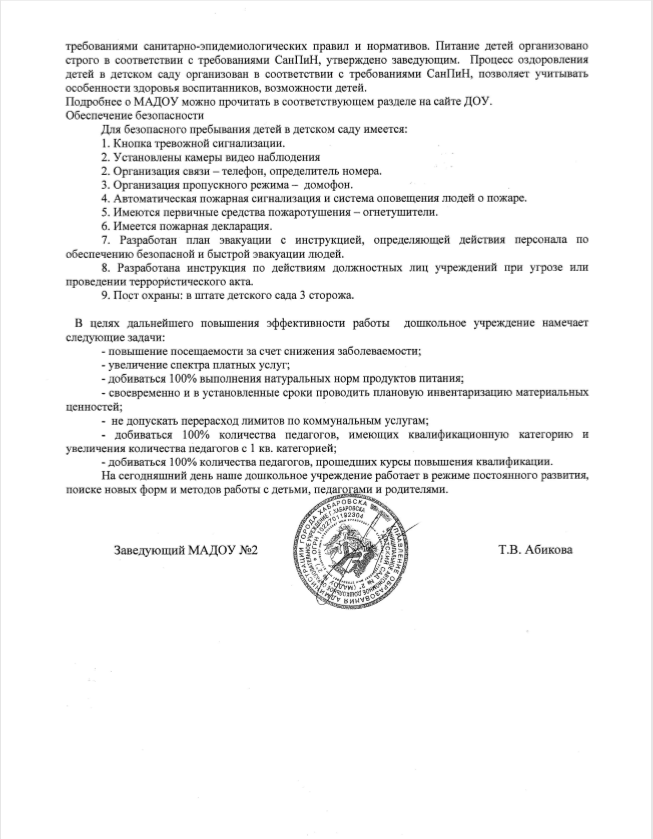 требованиями санитарно-эпидемиологических правил и нормативов. Питание детей организовано
строго в соответствии с требованиями СанПиН, утверждено заведующим. Процесс оздоровления
детей в детском саду организован в соответствии с требованиями СанПиН, позволяет учитывать
особенности здоровья воспитанников, возможности детей.
Подробнее о МАДОУ можно прочитать в соответствующем разделе на сайте ДОУ.
Обеспечение безопасности
Для безопасного пребывания детей в детском саду имеется:
1. Кнопка тревожной сигнализации.
2. Установлены камеры видео наблюдения
2. Организация связи – телефон, определитель номера.
3. Организация пропускного режима – домофон.
4. Автоматическая пожарная сигнализация и система оповещения людей о пожаре.
5. Имеются первичные средства пожаротушения – огнетушители.
6. Имеется пожарная декларация.
7. Разработан план эвакуации с инструкцией, определяющей действия персонала по
обеспечению безопасной и быстрой эвакуации людей.
8. Разработана инструкция по действиям должностных лиц учреждений при угрозе или
проведении террористического акта.
9. Пост охраны: в штате детского сада 3 сторожа.
В целях дальнейшего повышения эффективности работы дошкольное учреждение намечает
следующие задачи:
- повышение посещаемости за счет снижения заболеваемости;
- увеличение спектра платных услуг;
- добиваться 100% выполнения натуральных норм продуктов питания;
- своевременно и в установленные сроки проводить плановую инвентаризацию материальных
ценностей;
- не допускать перерасход лимитов по коммунальным услугам;
- добиваться 100% количества педагогов, имеющих квалификационную категорию и
увеличения количества педагогов с 1 кв. категорией;
- добиваться 100% количества педагогов, прошедших курсы повышения квалификации.
На сегодняшний день наше дошкольное учреждение работает в режиме постоянного развития,
поиске новых форм и методов работы с детьми, педагогами и родителями.
Заведующий МАДОУ №2
Т.В. Абикова
УПРАВЛЕНИЕ ОБРАЗОВАНИЯ АДМИНИСТРАЦИИ ГОРОДА ХАБАРОВСКА